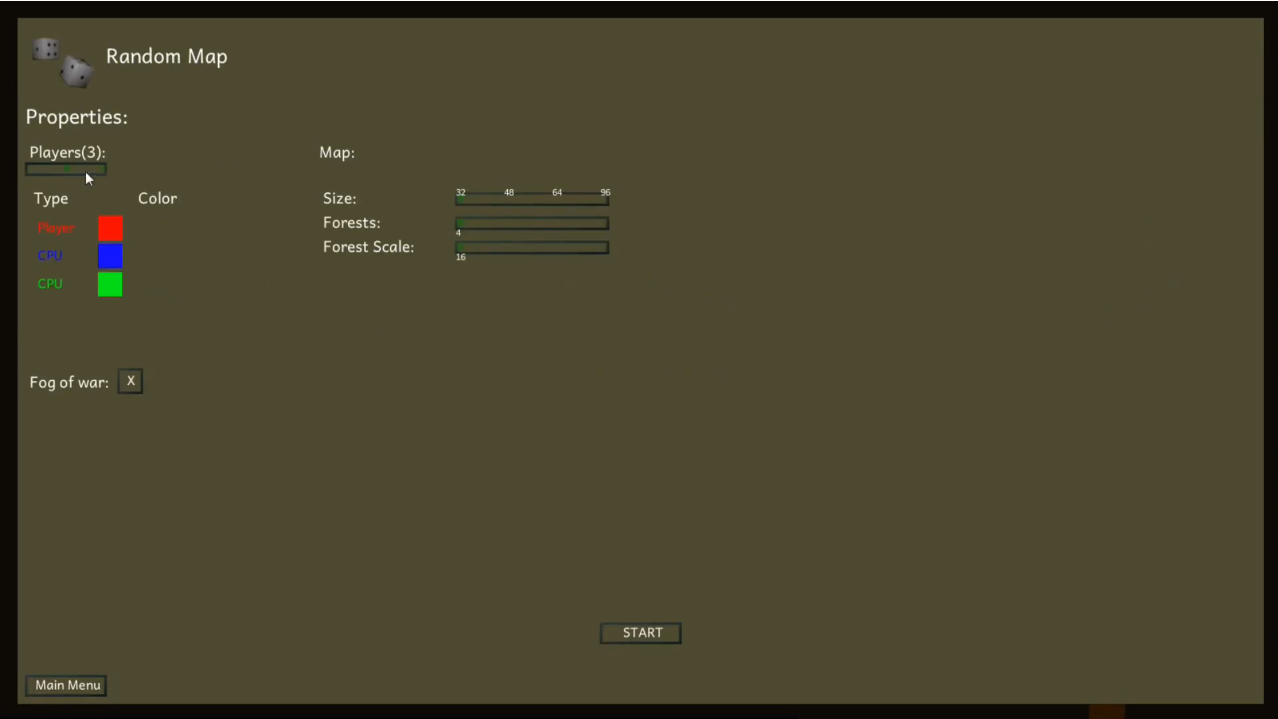 Random Map
Properties:
Players(3):
Type Color
Player
CPU
CPU
Fog of war: X
Map:
Size: 32 48 64 96
Forests: 4
Forest Scale: 16
START
Main Menu